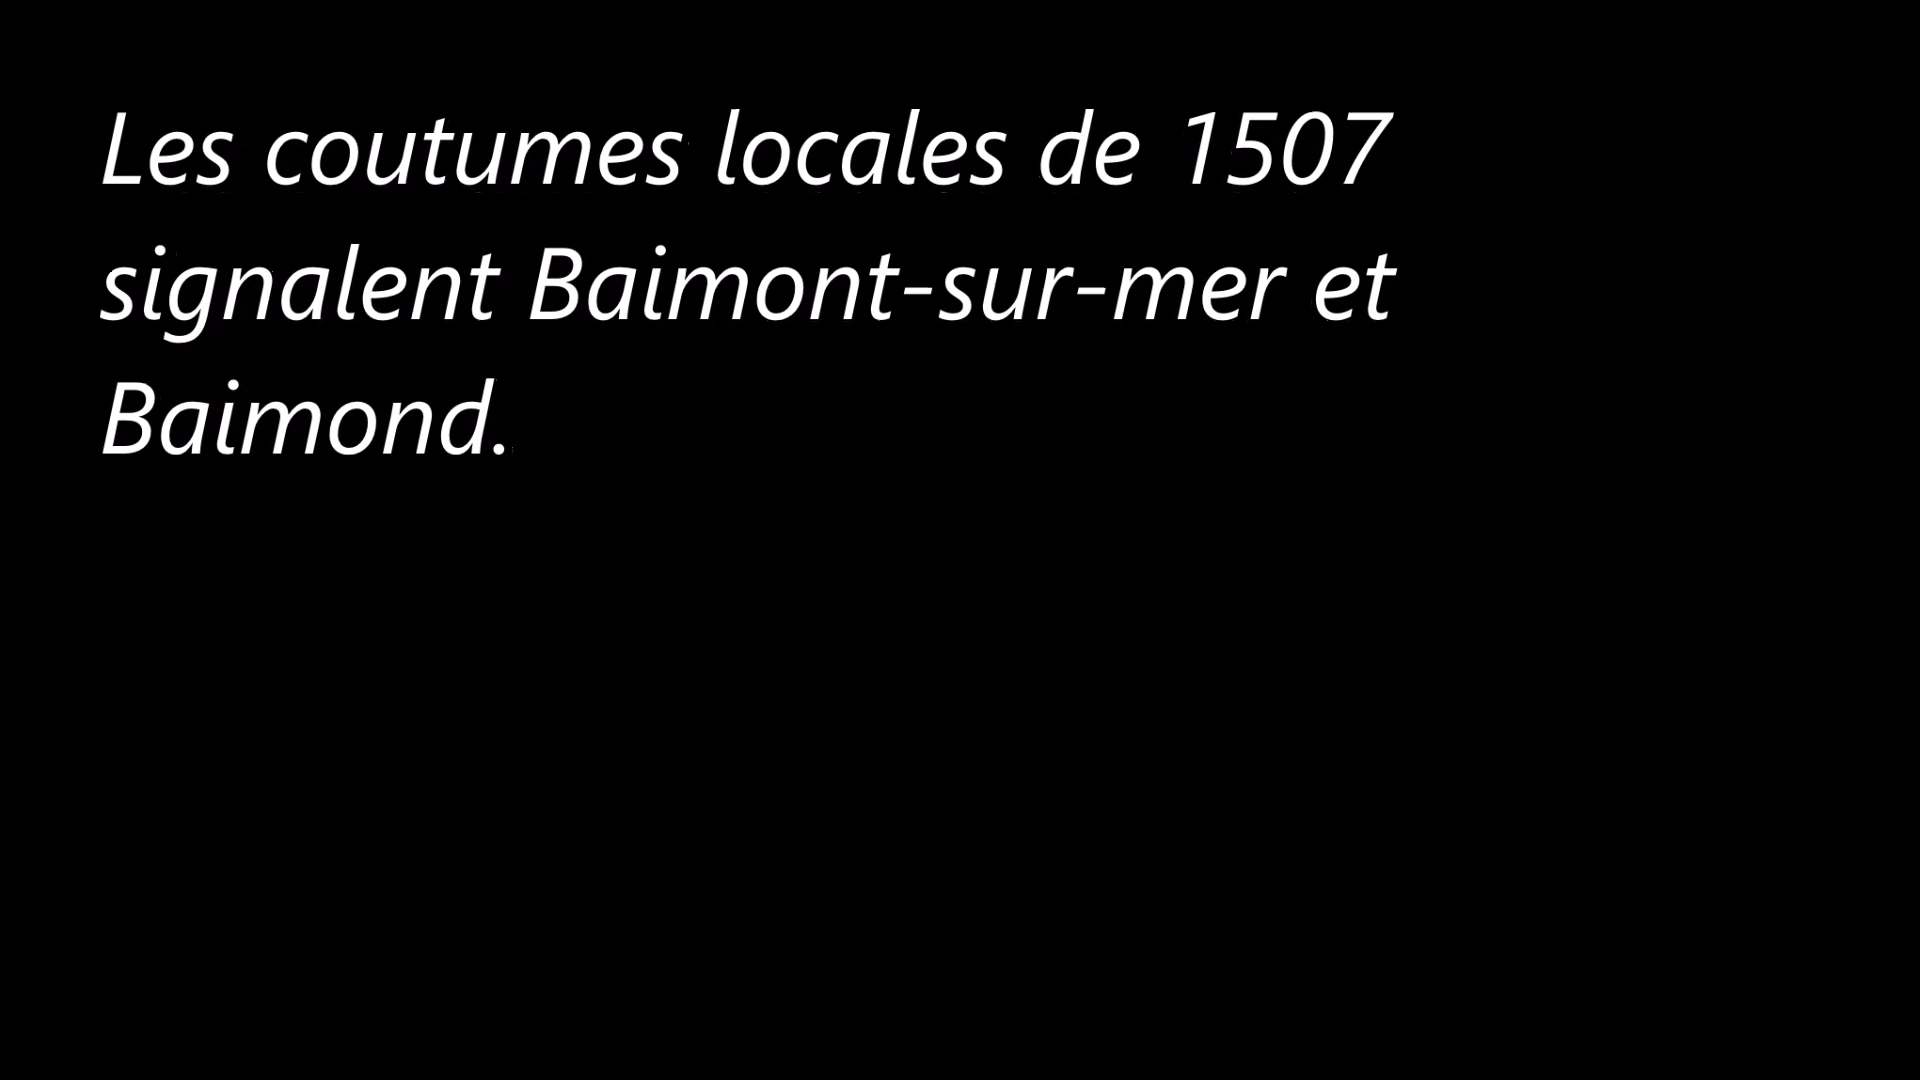 Les coutumes locales de 1507
signalent Baimont-sur-mer et
Baimond.